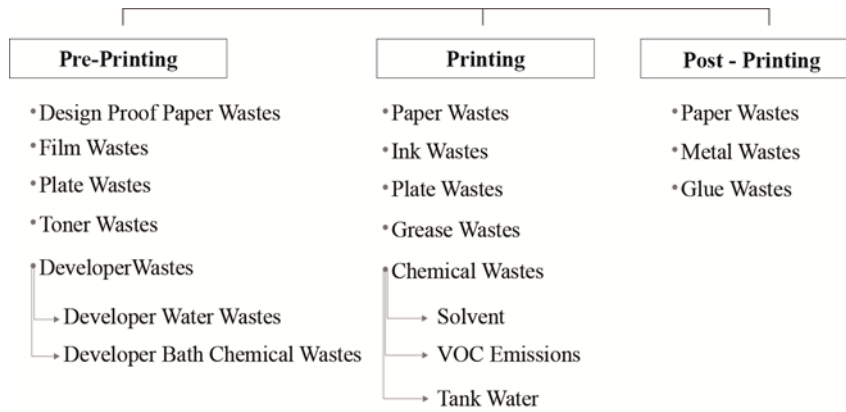 Pre-Printing
Design Proof Paper Wastes
Film Wastes
Plate Wastes
Toner Wastes
DeveloperWastes
Developer Water Wastes
Developer Bath Chemical Wastes
Printing
Paper Wastes
Ink Wastes
Plate Wastes
Grease Wastes
Chemical Wastes
Solvent
VOC Emissions
Tank Water
Post - Printing
Paper Wastes
Metal Wastes
Glue Wastes